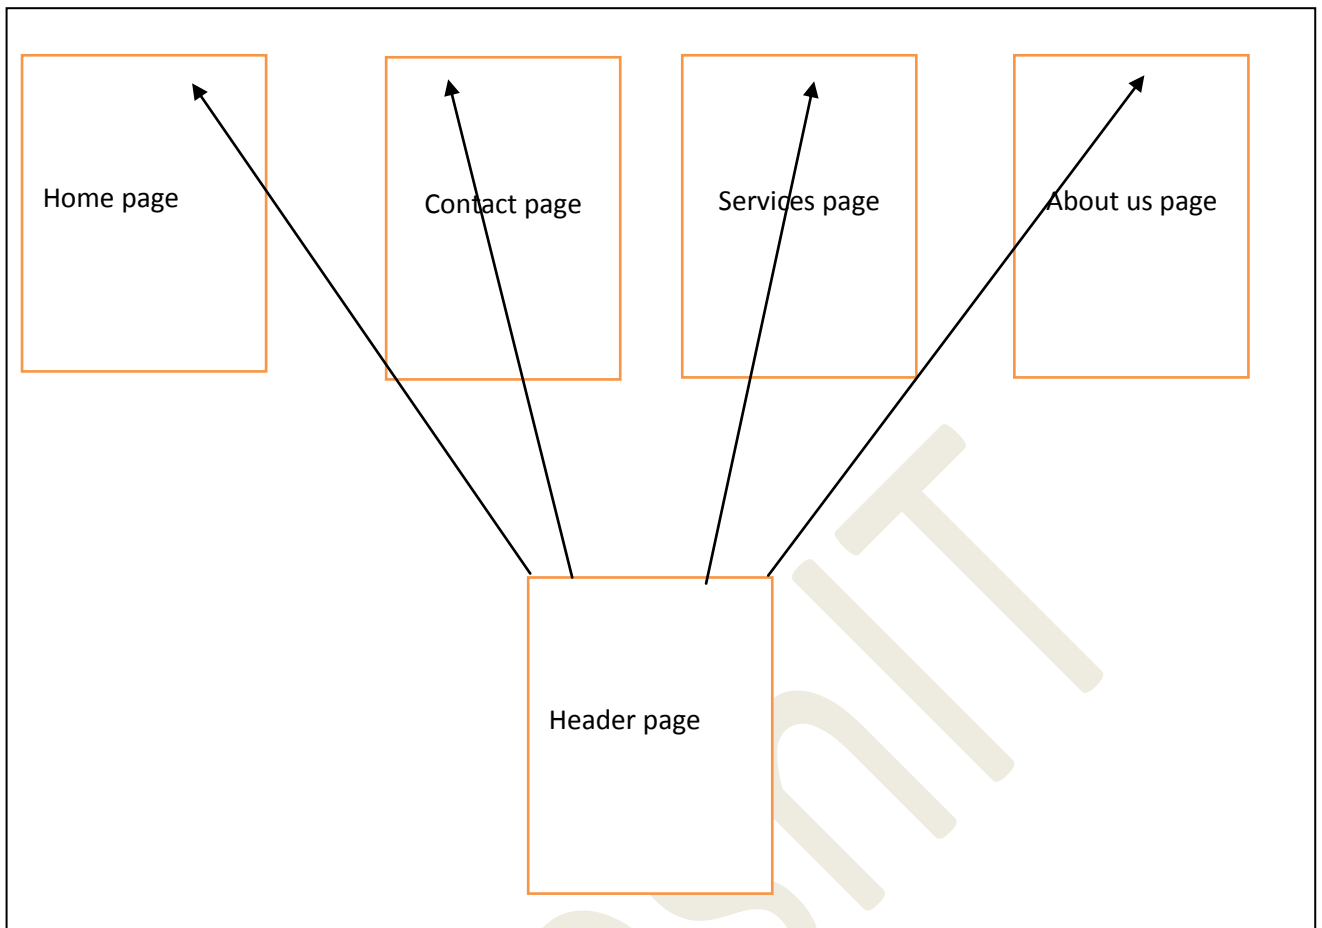 Home page
Contact page
Services page
About us page
Header page